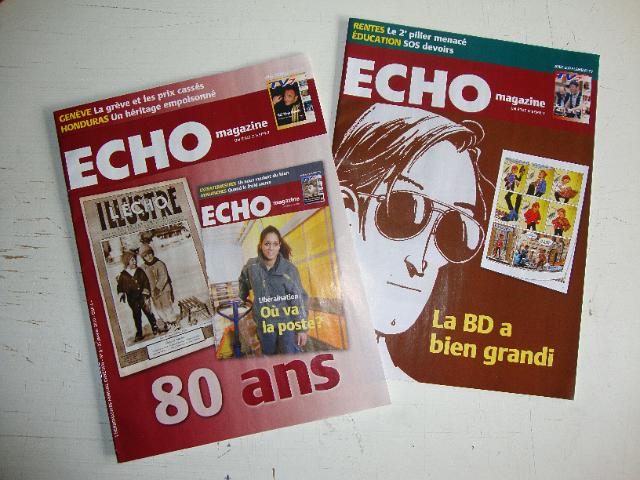 GENÈVE La grève et les prix cassés
HONDURAS Un héritage empoisonné
ECHO magazine
L'ECHO
ILLUSTRÉ
ECHO magazine
Libéralisation
Où va
la poste?
80 ans
RENTES Le 2e pilier menacé
ÉDUCATION SOS devoirs
ECHO magazine
La BD a
bien grandi